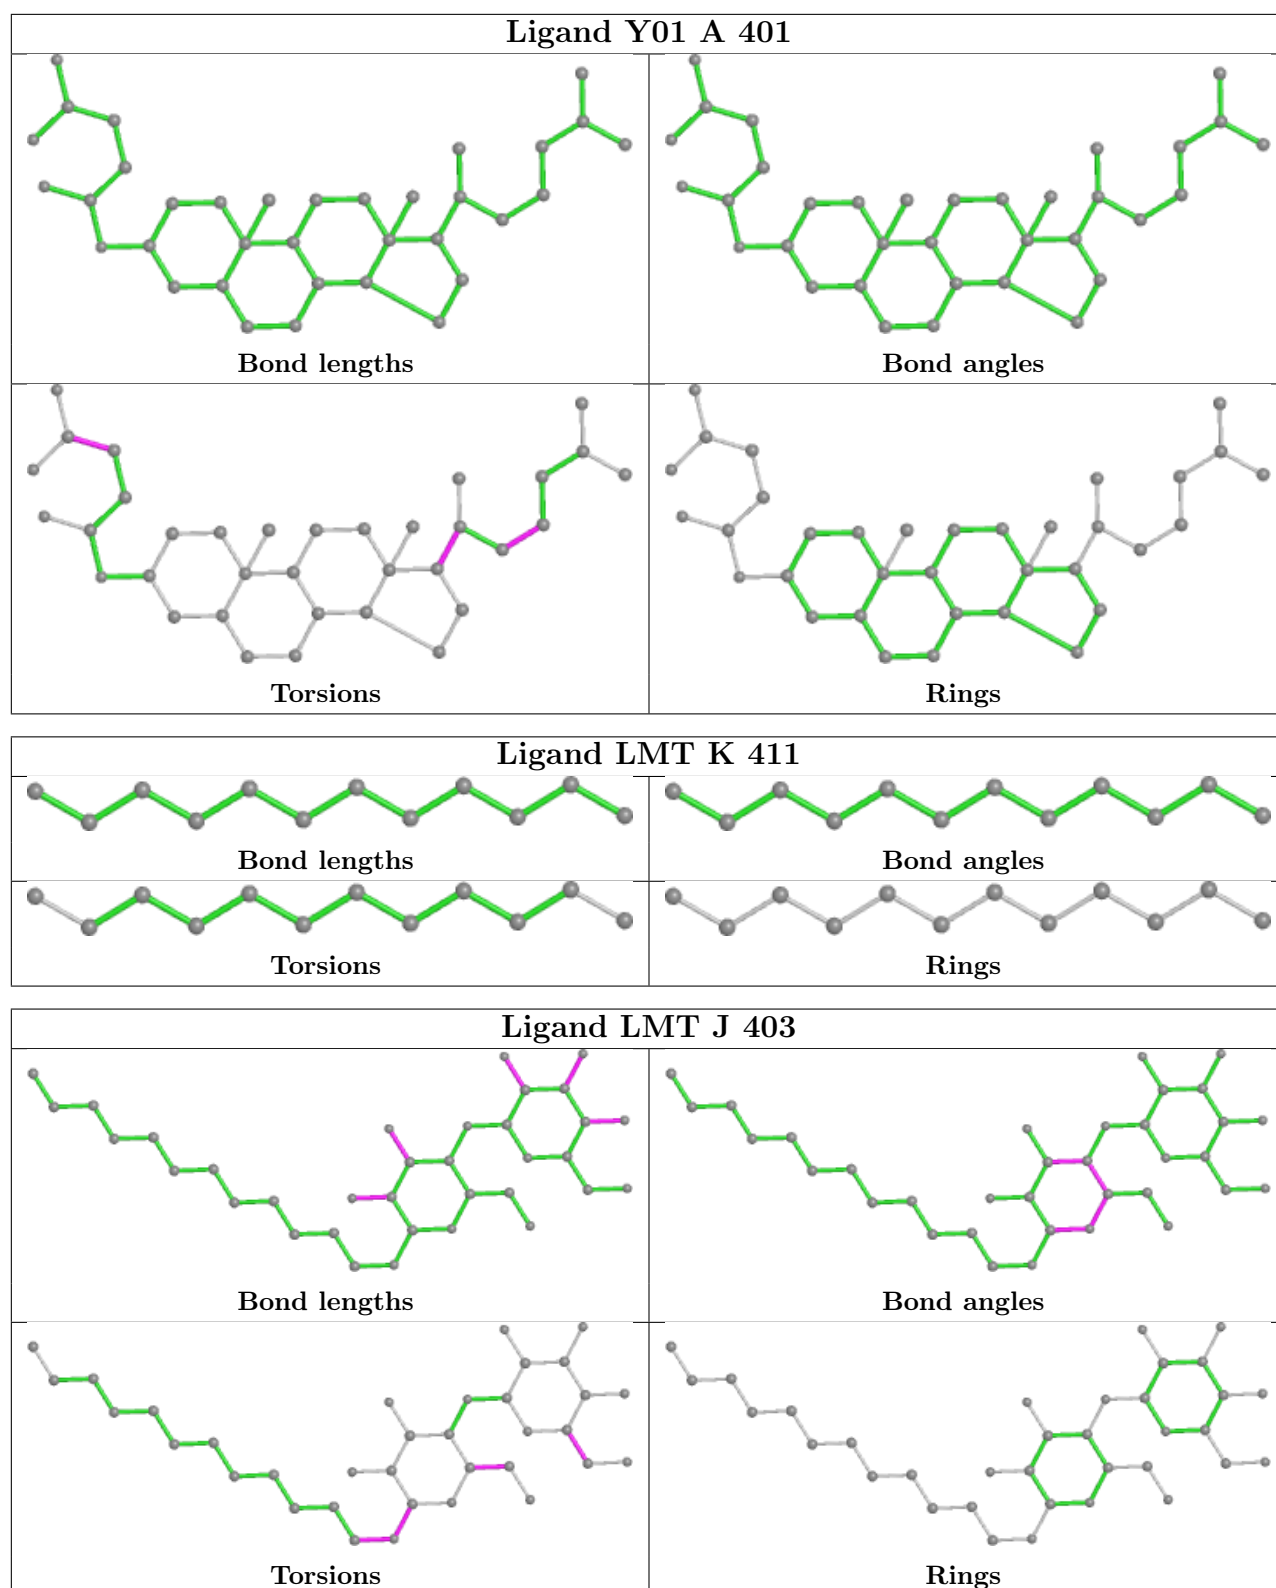 Ligand Y01 A 401
Bond lengths
Bond angles
Torsions
Rings
Ligand LMT K 411
Bond lengths
Bond angles
Torsions
Rings
Ligand LMT J 403
Bond lengths
Bond angles
Torsions
Rings